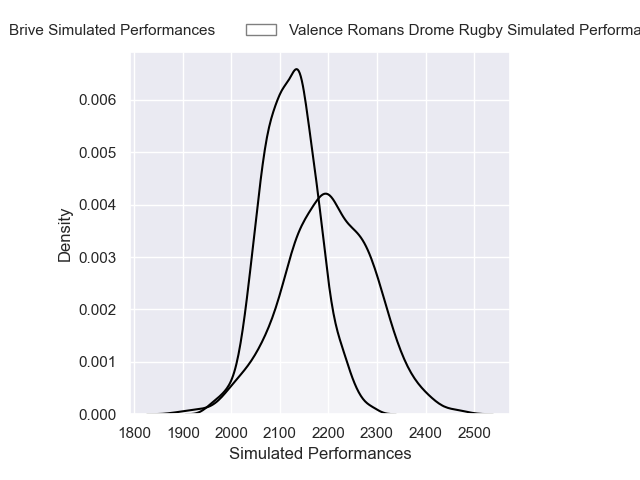 Brive Simulated Performances
Valence Romans Drome Rugby Simulated Performa
0.006
0.005
0.004
0.003
0.002
0.001
0.000
Density
1800 1900 2000 2100 2200 2300 2400 2500
Simulated Performances